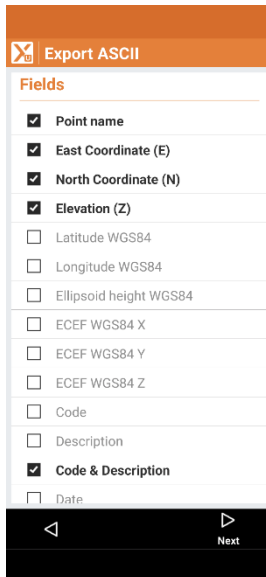 Export ASCII
Fields
Point name
East Coordinate (E)
North Coordinate (N)
Elevation (Z)
Latitude WGS84
Longitude WGS84
Ellipsoid height WGS84
ECEF WGS84 X
ECEF WGS84 Y
ECEF WGS84 Z
Code
Description
Code & Description
Date
Next